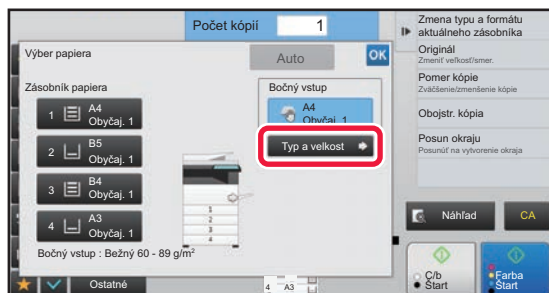 Počet kópií 1
Zmena typu a formátu
aktuálneho zásobníka
Originál
Zmeniť veľkosť/smer.
Pomer kópie
Zväčšenie/zmenšenie kópie
Obojstr. kópia
Posun okraju
Posunúť na vytvorenie okraja
Náhľad
CA
Č/b
Štart
Farba
Štart
Výber papiera
Auto
OK
Zásobník papiera
1 A4
Obyčaj. 1
2 B5
Obyčaj. 1
3 B4
Obyčaj. 1
4 A3
Obyčaj. 1
1
2
3
4
Bočný vstup
A4
Obyčaj. 1
Typ a velkost
Bočný vstup : Bežný 60 - 89 g/m²
Ostatné
4 A3